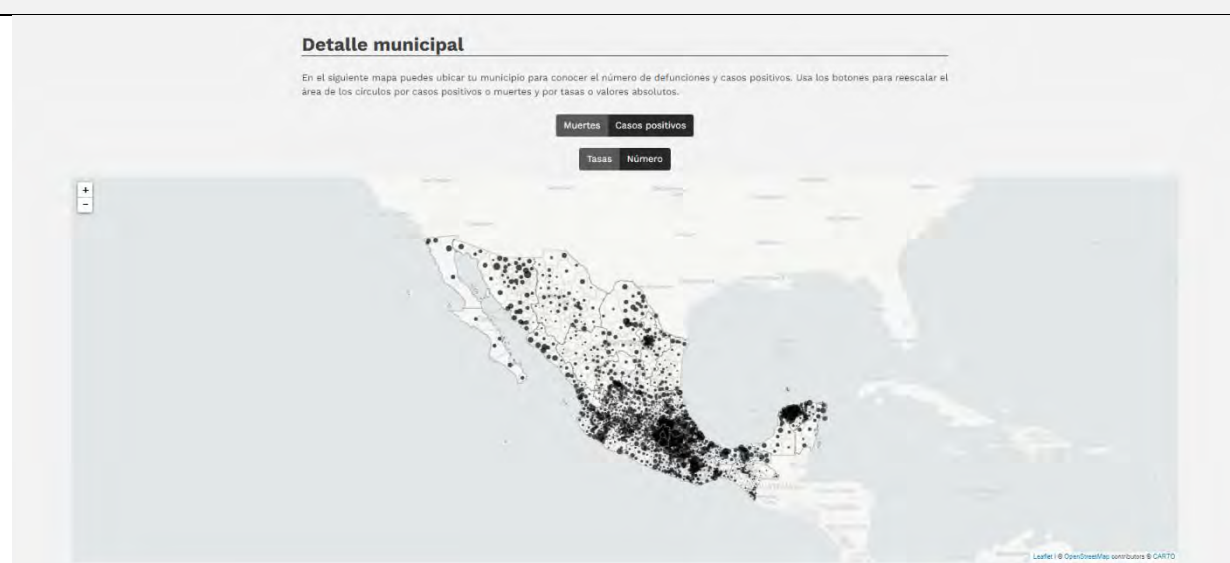 Detalle municipal
En el siguiente mapa puedes ubicar tu municipio para conocer el número de defunciones y casos positivos. Usa los botones para reescalar el
área de los círculos por casos positivos o muertes y por tasas o valores absolutos.
Muertes Casos positivos
Tasas Número
+
-
Leaflet | © OpenStreetMap contributors © CARTO